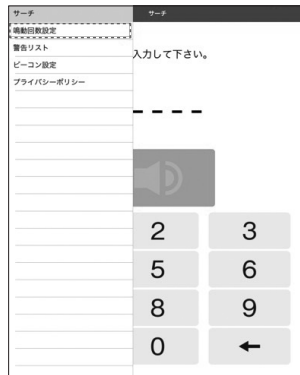 サーチ
鳴動回数設定
警告リスト
ビーコン設定
プライバシーポリシー
サーチ
入力して下さい。
2 3
5 6
8 9
0 ←